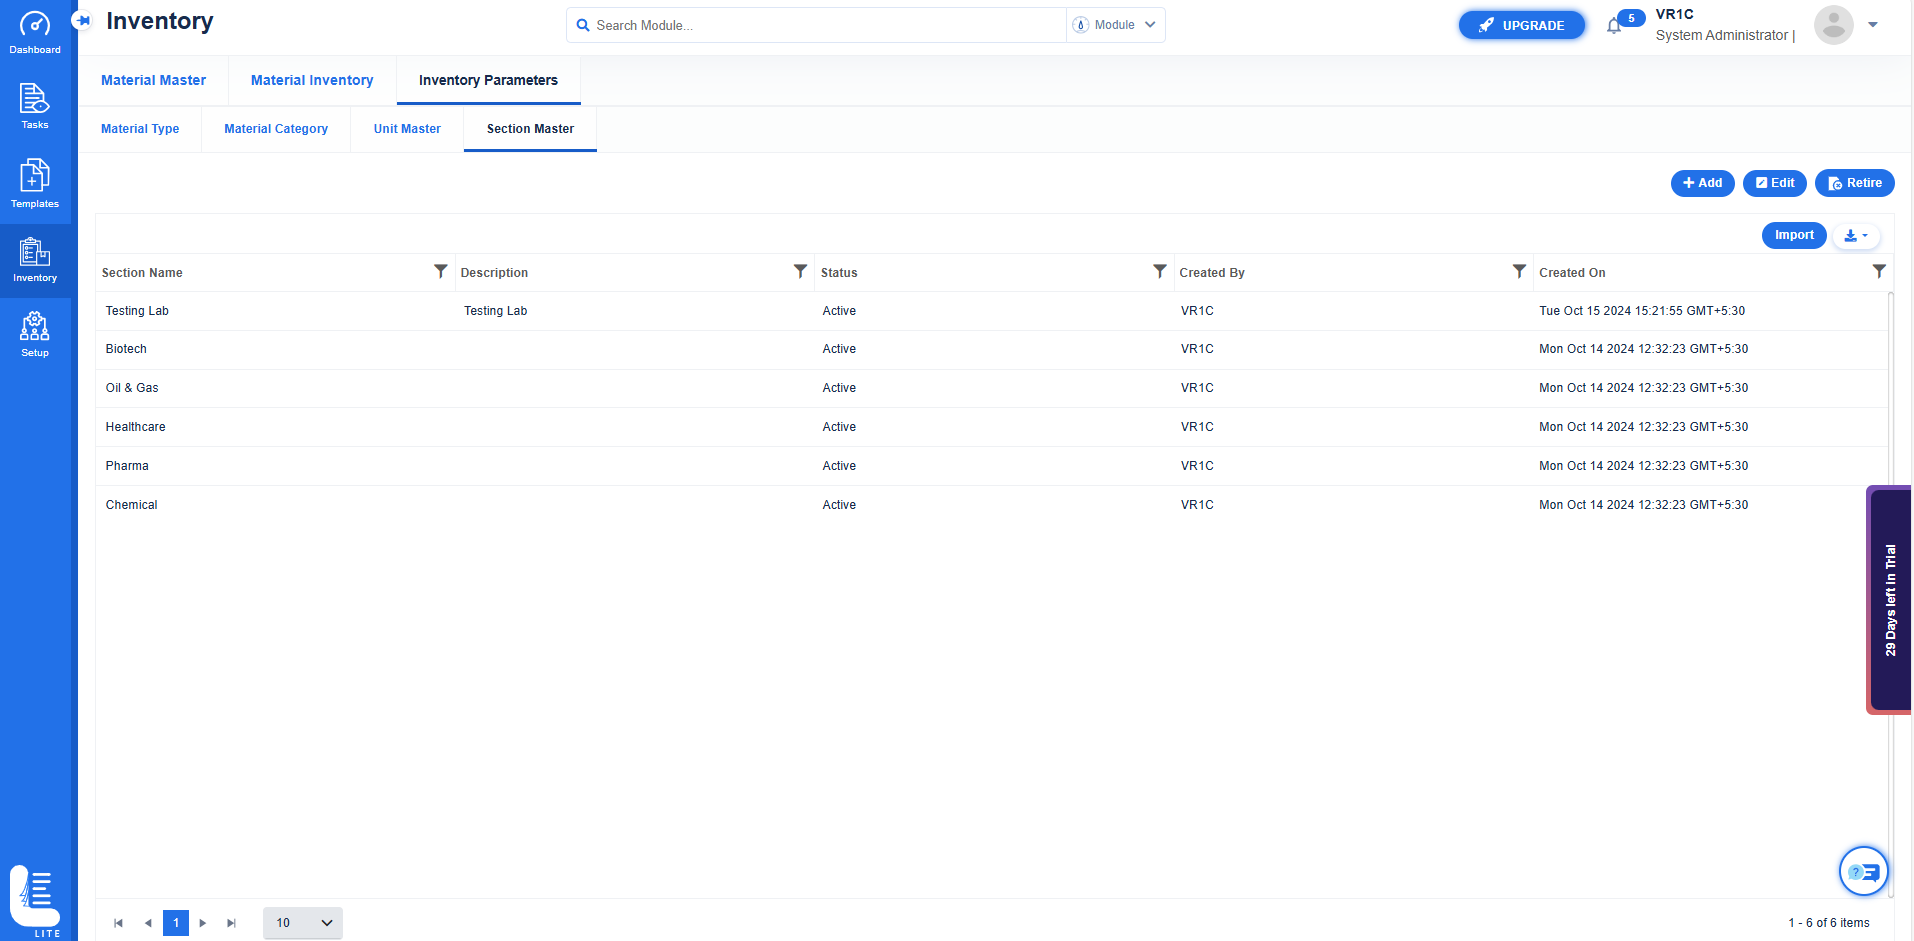 Dashboard
Tasks
Templates
Inventory
Setup
LITE
Inventory
Search Module...
Module
UPGRADE
5
VR1C
System Administrator |
Material Master
Material Inventory
Inventory Parameters
Material Type
Material Category
Unit Master
Section Master
Add
Edit
Retire
Import
Section Name Description Status Created By Created On
Testing Lab Testing Lab Active VR1C Tue Oct 15 2024 15:21:55 GMT+5:30
Biotech Active VR1C Mon Oct 14 2024 12:32:23 GMT+5:30
Oil & Gas Active VR1C Mon Oct 14 2024 12:32:23 GMT+5:30
Healthcare Active VR1C Mon Oct 14 2024 12:32:23 GMT+5:30
Pharma Active VR1C Mon Oct 14 2024 12:32:23 GMT+5:30
Chemical Active VR1C Mon Oct 14 2024 12:32:23 GMT+5:30
29 Days left in Trial
?
1
10
1 - 6 of 6 items